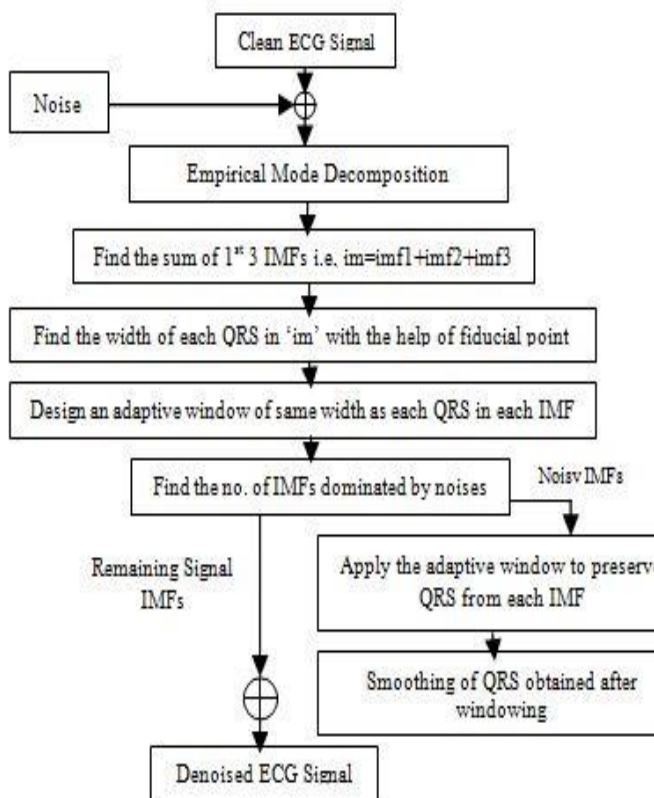 Clean ECG Signal
Noise
Empirical Mode Decomposition
Find the sum of 1st 3 IMFs i.e. im=imf1+imf2+imf3
Find the width of each QRS in ‘im’ with the help of fiducial point
Design an adaptive window of same width as each QRS in each IMF
Find the no. of IMFs dominated by noises
Noisy IMFs
Remaining Signal
IMFs
Apply the adaptive window to preserve
QRS from each IMF
Smoothing of QRS obtained after
windowing
Denoised ECG Signal